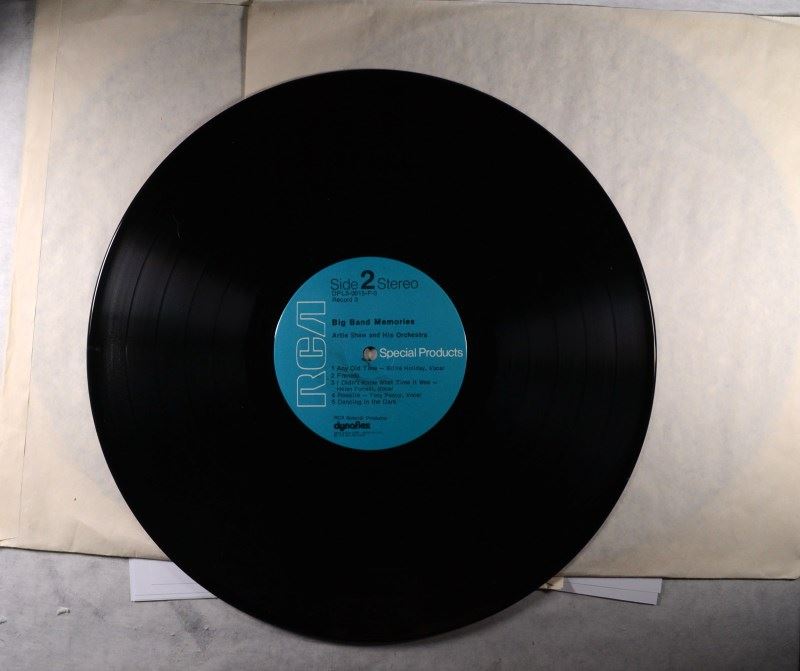 Side 2 Stereo
Record 3
RCA
Big Band Memories
Artie Shaw and His Orchestra
Special Products
1 Any Old Time — Billie Holiday, Vocal
2 Frenesi
3 I Didn't Know What Time It Was —
Helen Forrest, Vocal
4 Rosalie — Tony Pastor, Vocal
5 Dancing in the Dark
RCA Special Products
dynaflex